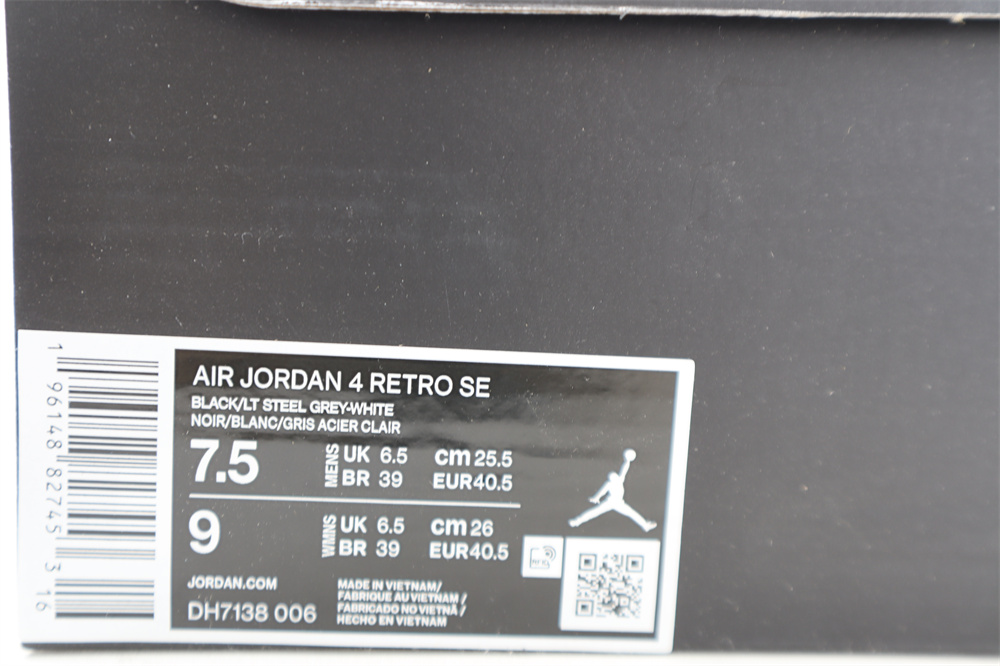 1 96148 82745 3 16
AIR JORDAN 4 RETRO SE
BLACK/LT STEEL GREY-WHITE
NOIR/BLANC/GRIS ACIER CLAIR
7.5 MENS UK 6.5 cm 25.5
BR 39 EUR 40.5
9 WMNS UK 6.5 cm 26
BR 39 EUR 40.5
RFID
JORDAN.COM
DH7138 006
MADE IN VIETNAM/
FABRIQUE AU VIETNAM/
FABRICADO NO VIETNÃ/
HECHO EN VIETNAM